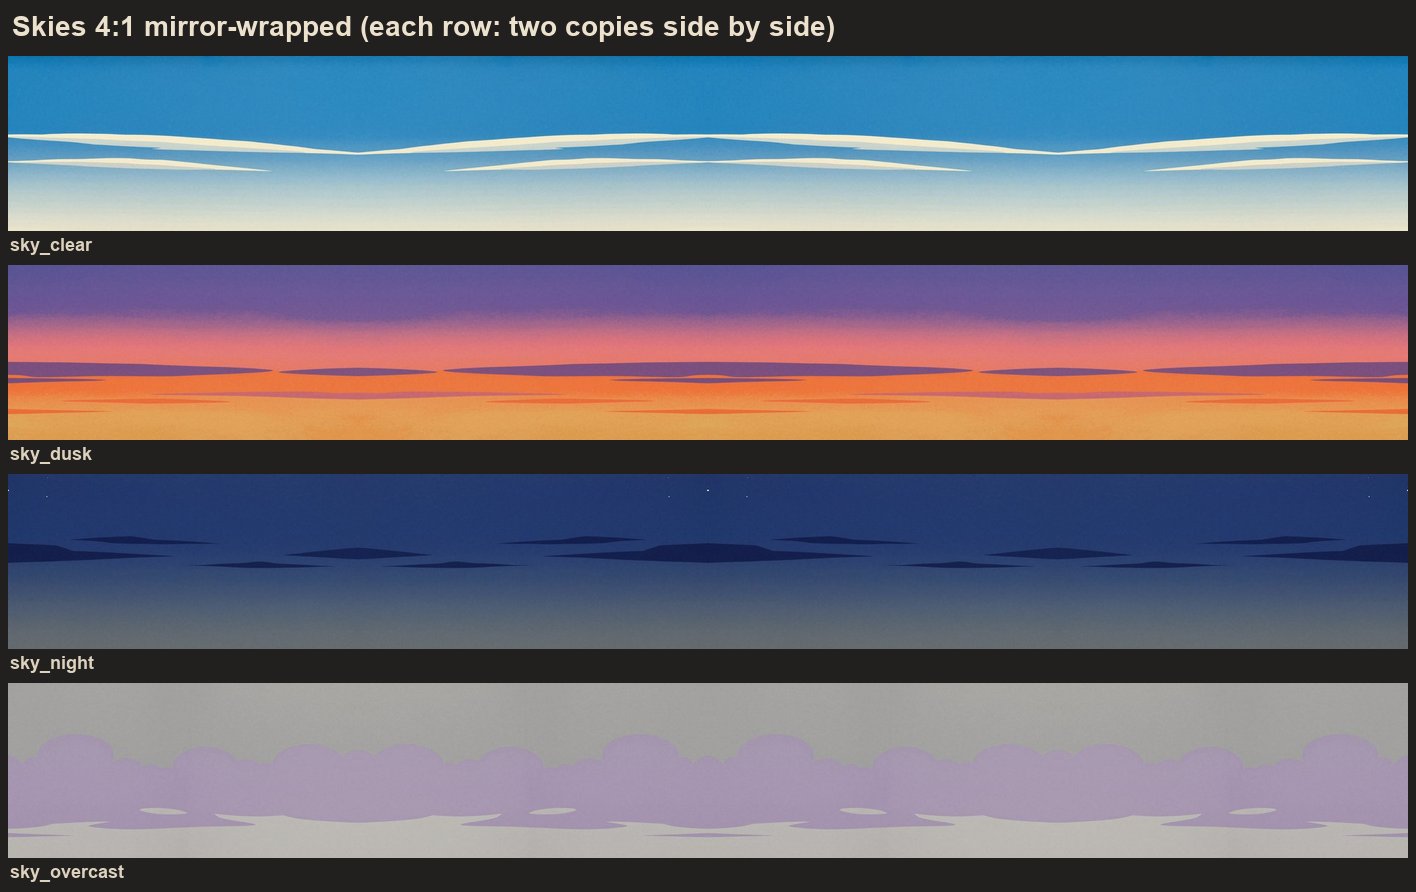 Skies 4:1 mirror-wrapped (each row: two copies side by side)
sky_clear
sky_dusk
sky_night
sky_overcast